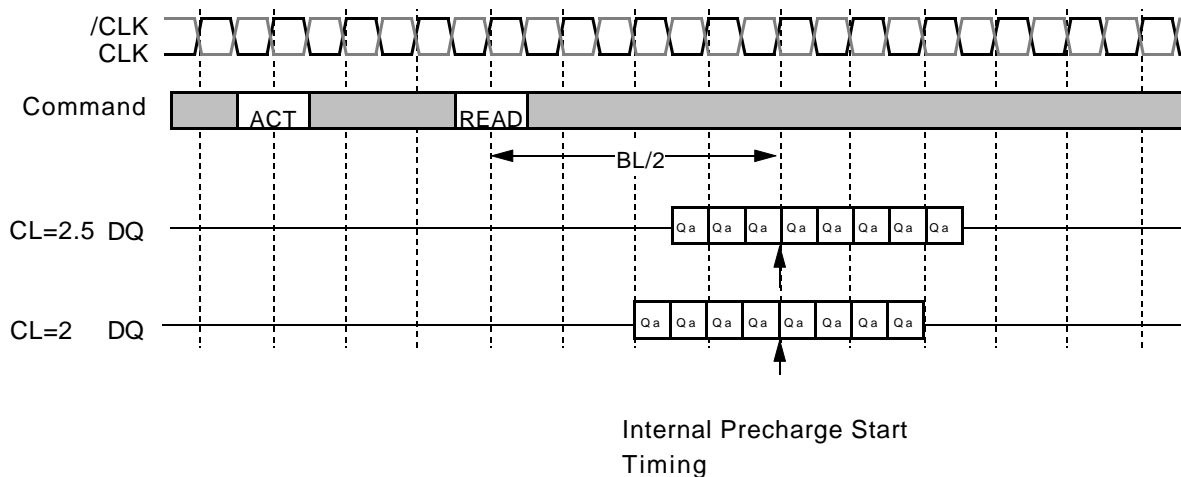 /CLK
CLK
Command
ACT
READ
BL/2
CL=2.5 DQ
Qa Qa Qa Qa Qa Qa Qa Qa
CL=2 DQ
Qa Qa Qa Qa Qa Qa Qa Qa
Internal Precharge Start
Timing